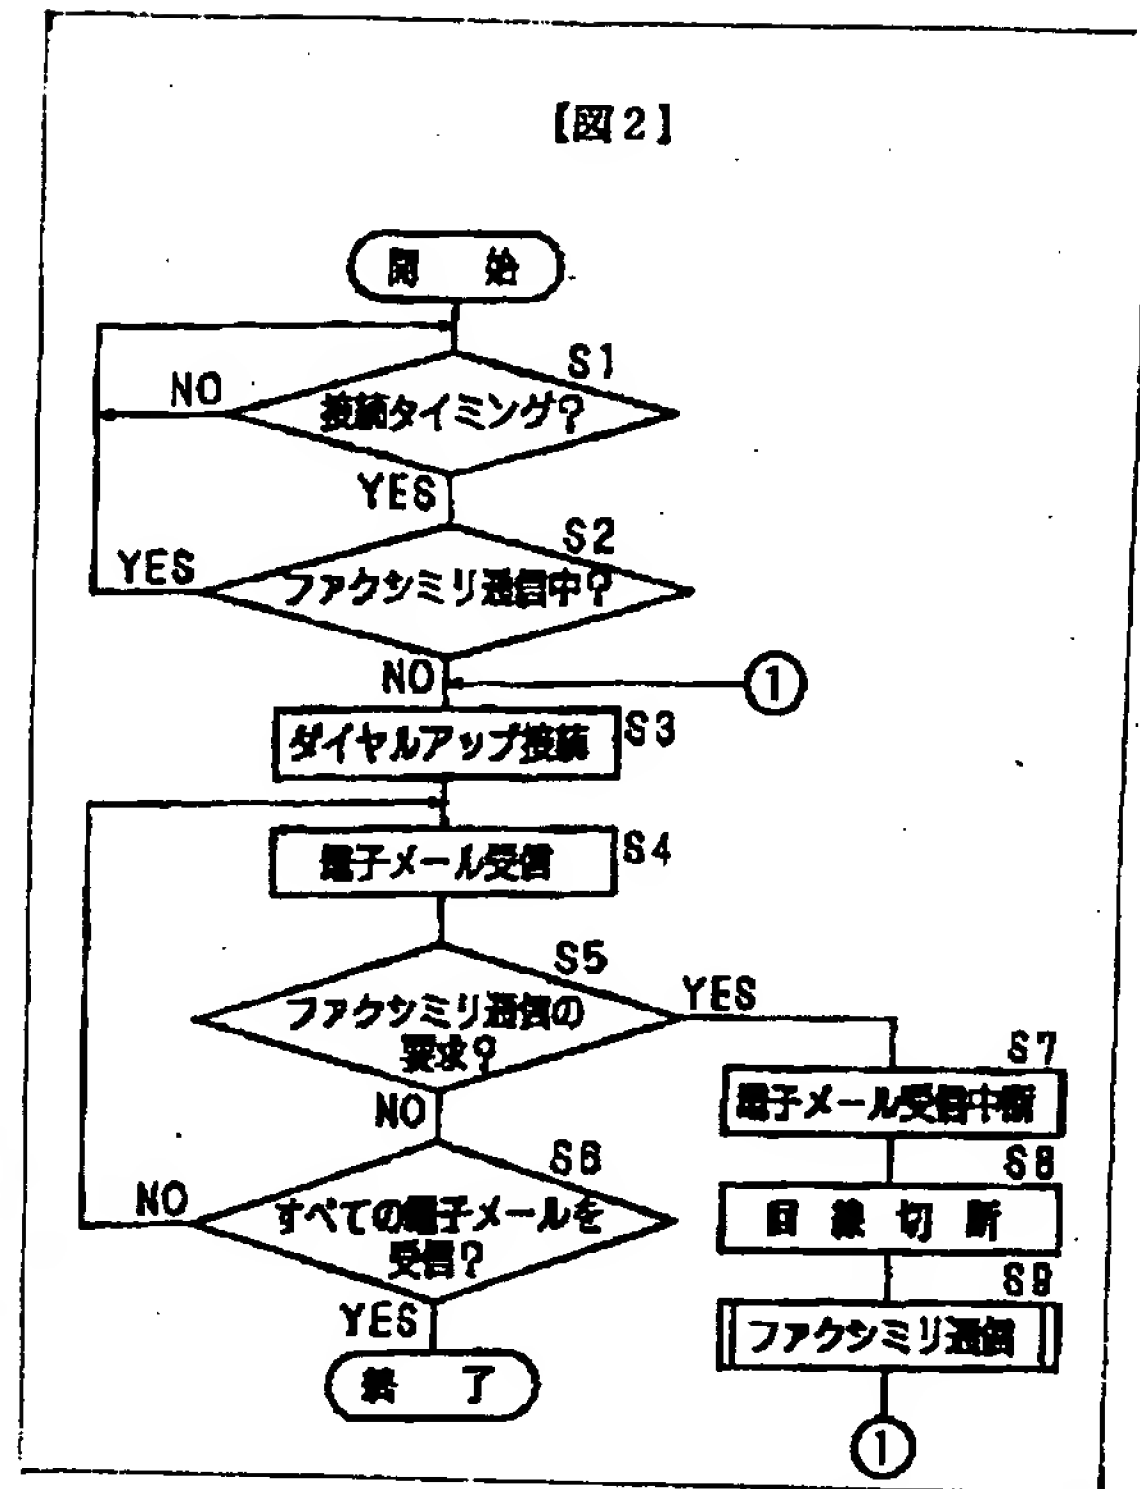 【図2】
開 始
S1
接続タイミング?
NO
YES
S2
ファクシミリ通信中?
YES
NO
①
ダイヤルアップ接続
S3
電子メール受信
S4
S5
ファクシミリ通信の
要求?
YES
NO
S6
すべての電子メールを
受信?
NO
YES
終 了
S7
電子メール受信中断
S8
回 線 切 断
S9
ファクシミリ通信
①